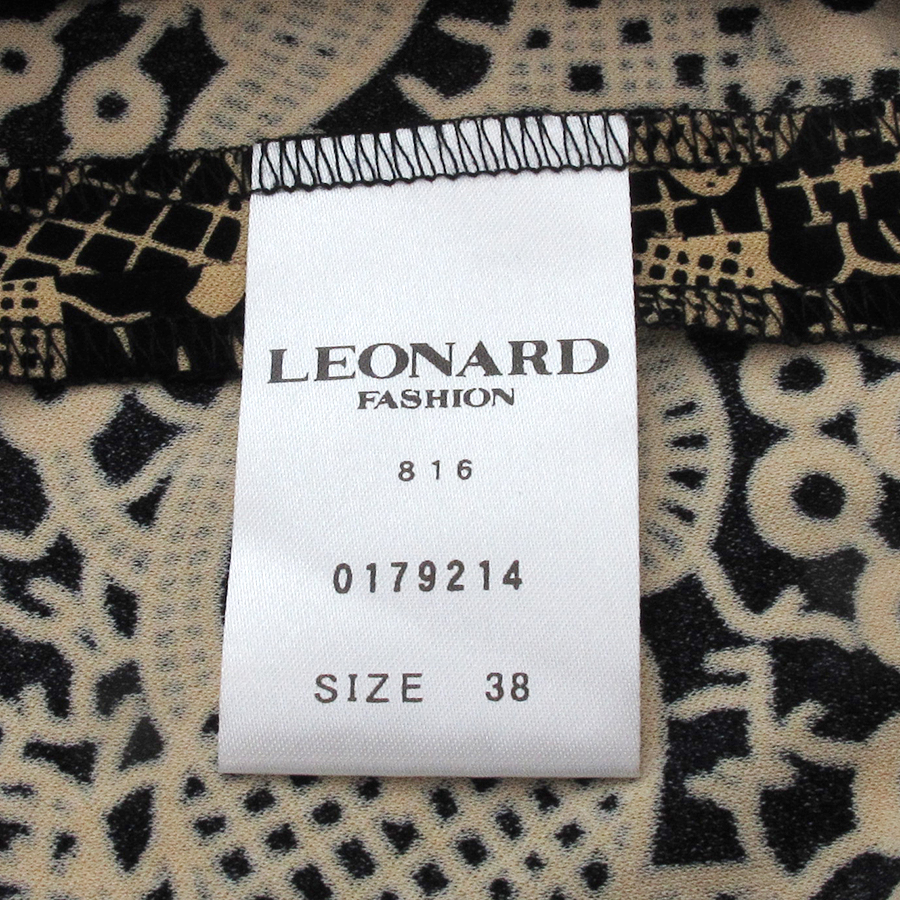 LEONARD
FASHION
816
0179214
SIZE 38